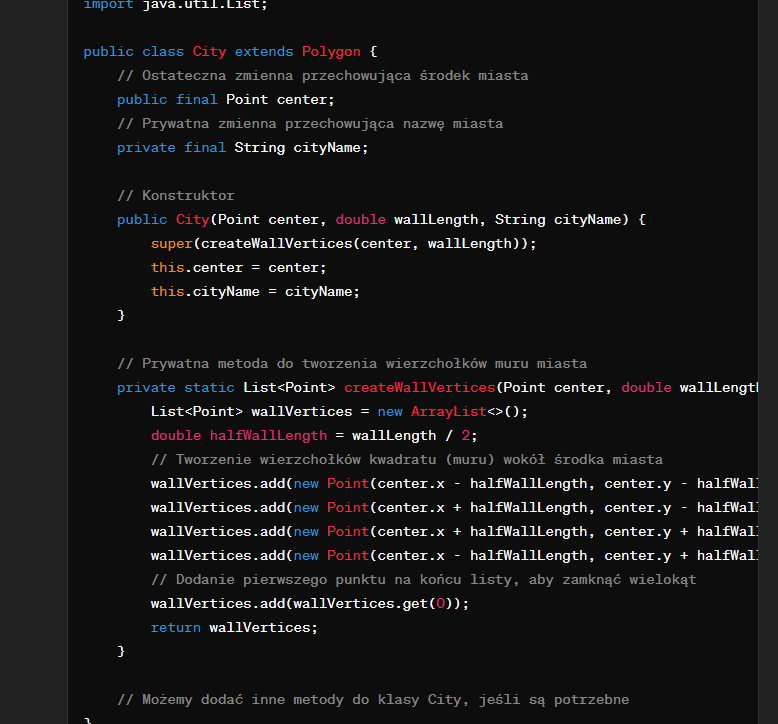 import java.util.List;
public class City extends Polygon {
// Ostateczna zmienna przechowująca środek miasta
public final Point center;
// Prywatna zmienna przechowująca nazwę miasta
private final String cityName;
// Konstruktor
public City(Point center, double wallLength, String cityName) {
super(createWallVertices(center, wallLength));
this.center = center;
this.cityName = cityName;
}
// Prywatna metoda do tworzenia wierzchołków muru miasta
private static List<Point> createWallVertices(Point center, double wallLengt
List<Point> wallVertices = new ArrayList<>();
double halfWallLength = wallLength / 2;
// Tworzenie wierzchołków kwadratu (muru) wokół środka miasta
wallVertices.add(new Point(center.x - halfWallLength, center.y - halfWal
wallVertices.add(new Point(center.x + halfWallLength, center.y - halfWal
wallVertices.add(new Point(center.x + halfWallLength, center.y + halfWal
wallVertices.add(new Point(center.x - halfWallLength, center.y + halfWal
// Dodanie pierwszego punktu na końcu listy, aby zamknąć wielokąt
wallVertices.add(wallVertices.get(0));
return wallVertices;
}
// Możemy dodać inne metody do klasy City, jeśli są potrzebne
}